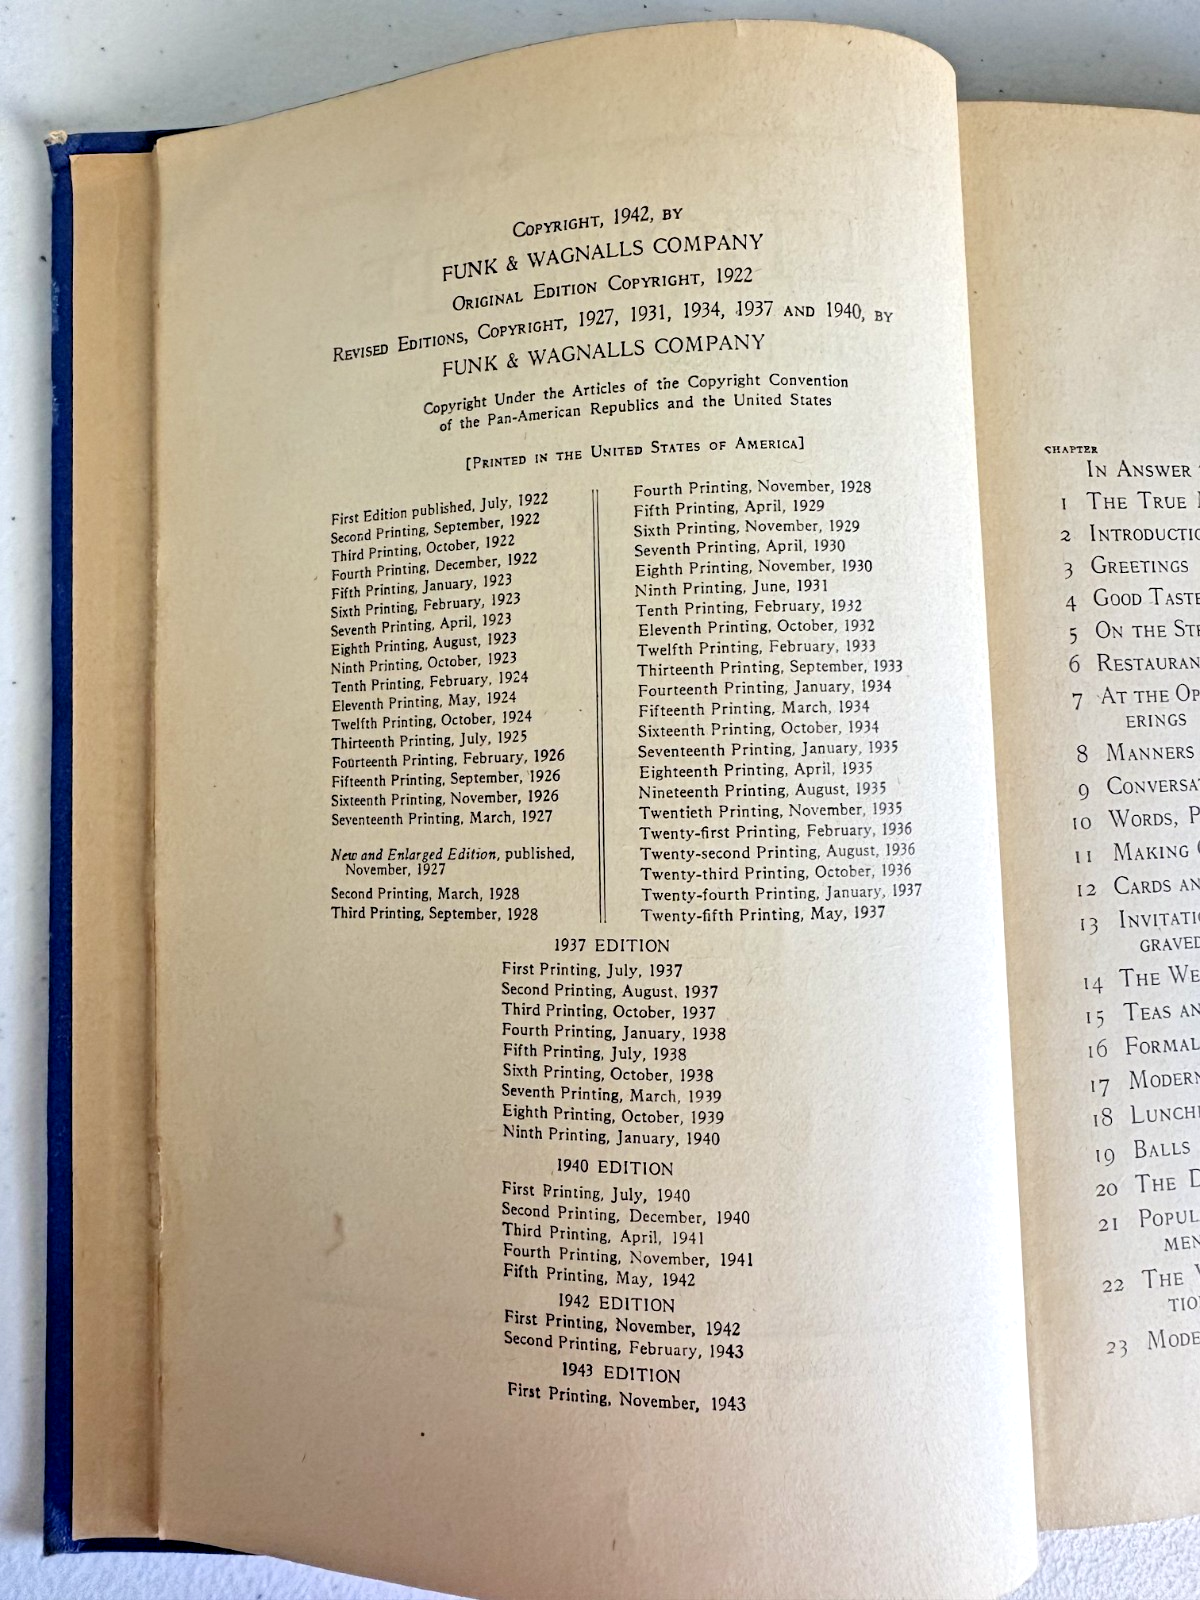 Copyright, 1942, by
FUNK & WAGNALLS COMPANY
Original Edition Copyright, 1922
Revised Editions, Copyright, 1927, 1931, 1934, 1937 and 1940, by
FUNK & WAGNALLS COMPANY
Copyright Under the Articles of the Copyright Convention
of the Pan-American Republics and the United States
[Printed in the United States of America]
First Edition published, July, 1922
Second Printing, September, 1922
Third Printing, October, 1922
Fourth Printing, December, 1922
Fifth Printing, January, 1923
Sixth Printing, February, 1923
Seventh Printing, April, 1923
Eighth Printing, August, 1923
Ninth Printing, October, 1923
Tenth Printing, February, 1924
Eleventh Printing, May, 1924
Twelfth Printing, October, 1924
Thirteenth Printing, July, 1925
Fourteenth Printing, February, 1926
Fifteenth Printing, September, 1926
Sixteenth Printing, November, 1926
Seventeenth Printing, March, 1927
New and Enlarged Edition, published,
November, 1927
Second Printing, March, 1928
Third Printing, September, 1928
Fourth Printing, November, 1928
Fifth Printing, April, 1929
Sixth Printing, November, 1929
Seventh Printing, April, 1930
Eighth Printing, November, 1930
Ninth Printing, June, 1931
Tenth Printing, February, 1932
Eleventh Printing, October, 1932
Twelfth Printing, February, 1933
Thirteenth Printing, September, 1933
Fourteenth Printing, January, 1934
Fifteenth Printing, March, 1934
Sixteenth Printing, October, 1934
Seventeenth Printing, January, 1935
Eighteenth Printing, April, 1935
Nineteenth Printing, August, 1935
Twentieth Printing, November, 1935
Twenty-first Printing, February, 1936
Twenty-second Printing, August, 1936
Twenty-third Printing, October, 1936
Twenty-fourth Printing, January, 1937
Twenty-fifth Printing, May, 1937
1937 EDITION
First Printing, July, 1937
Second Printing, August, 1937
Third Printing, October, 1937
Fourth Printing, January, 1938
Fifth Printing, July, 1938
Sixth Printing, October, 1938
Seventh Printing, March, 1939
Eighth Printing, October, 1939
Ninth Printing, January, 1940
1940 EDITION
First Printing, July, 1940
Second Printing, December, 1940
Third Printing, April, 1941
Fourth Printing, November, 1941
Fifth Printing, May, 1942
1942 EDITION
First Printing, November, 1942
Second Printing, February, 1943
1943 EDITION
First Printing, November, 1943
CHAPTER
In Answer
1 The True
2
3 Greetings
4 Good Taste
5 On the
6
7 At the
erings
8 Manners
9
10 Words,
11 Making
12 Cards
13
14 The
15 Teas
16 Formal
17
18
19 Balls
20 The
21
22 The
23